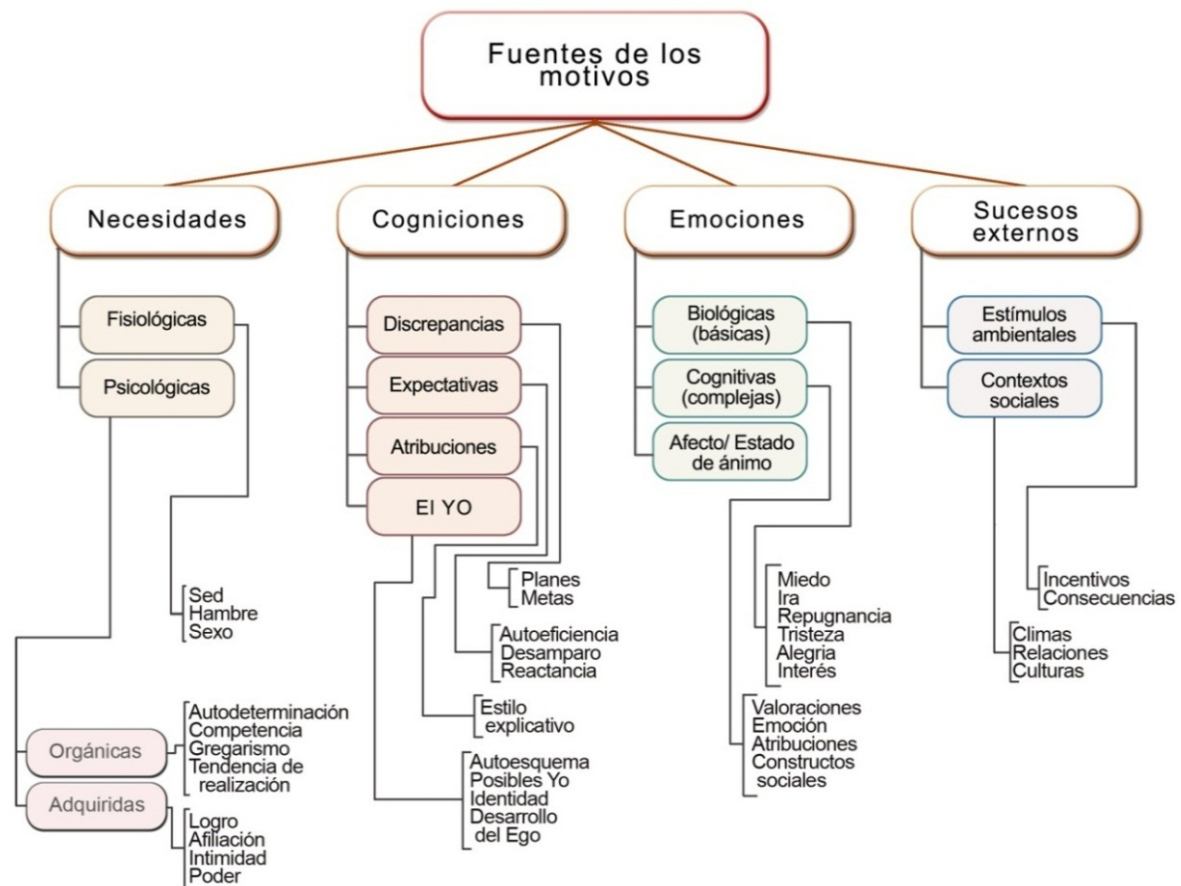 Fuentes de los
motivos
Necesidades
Fisiológicas
Psicológicas
Sed
Hambre
Sexo
Orgánicas
Autodeterminación
Competencia
Gregarismo
Tendencia de
realización
Adquiridas
Logro
Afiliación
Intimidad
Poder
Cogniciones
Discrepancias
Expectativas
Atribuciones
El YO
Planes
Metas
Autoeficiencia
Desamparo
Reactancia
Estilo
explicativo
Autoesquema
Posibles Yo
Identidad
Desarrollo
del Ego
Emociones
Biológicas
(básicas)
Cognitivas
(complejas)
Afecto/ Estado
de ánimo
Miedo
Ira
Repugnancia
Tristeza
Alegria
Interés
Valoraciones
Emoción
Atribuciones
Constructos
sociales
Sucesos
externos
Estímulos
ambientales
Contextos
sociales
Incentivos
Consecuencias
Climas
Relaciones
Culturas